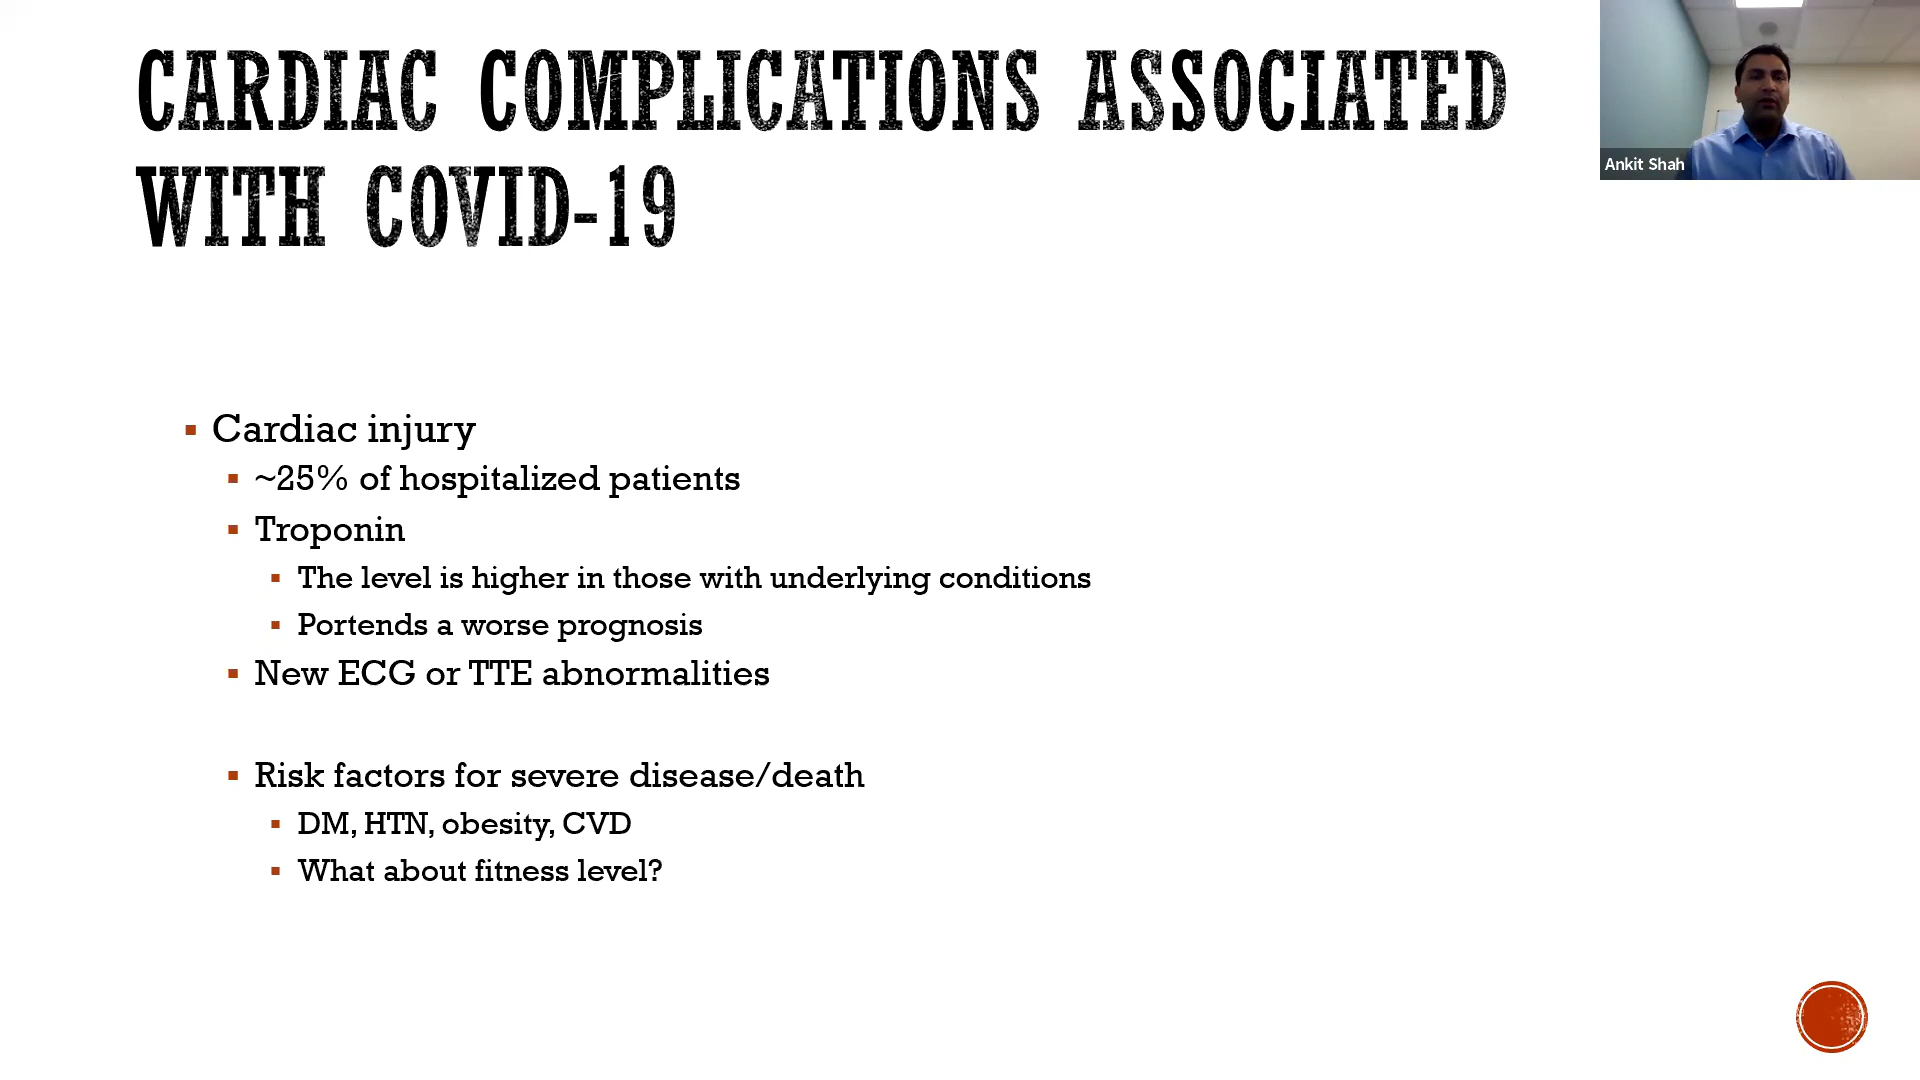 CARDIAC COMPLICATIONS ASSOCIATED
WITH COVID-19
Ankit Shah
Cardiac injury
~25% of hospitalized patients
Troponin
The level is higher in those with underlying conditions
Portends a worse prognosis
New ECG or TTE abnormalities
Risk factors for severe disease/death
DM, HTN, obesity, CVD
What about fitness level?